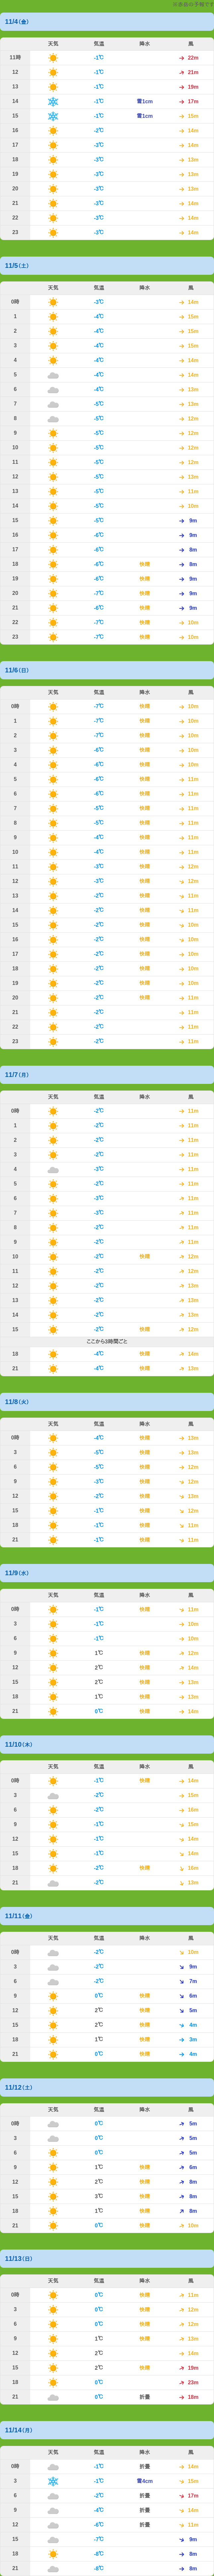 11/4(金)
天気 気温 降水 風
11時 -1℃ 22m
12 -1℃ 21m
13 -1℃ 19m
14 -1℃ 雪1cm 17m
15 -1℃ 雪1cm 15m
16 -2℃ 14m
17 -3℃ 14m
18 -3℃ 13m
19 -3℃ 13m
20 -3℃ 13m
21 -3℃ 14m
22 -3℃ 14m
23 -3℃ 14m
11/5(土)
天気 気温 降水 風
0時 -3℃ 14m
1 -4℃ 15m
2 -4℃ 15m
3 -4℃ 15m
4 -4℃ 14m
5 -4℃ 14m
6 -4℃ 13m
7 -5℃ 13m
8 -5℃ 12m
9 -5℃ 12m
10 -5℃ 12m
11 -5℃ 12m
12 -5℃ 13m
13 -5℃ 11m
14 -5℃ 10m
15 -5℃ 9m
16 -6℃ 9m
17 -6℃ 8m
18 -6℃ 快晴 8m
19 -6℃ 快晴 9m
20 -7℃ 快晴 9m
21 -6℃ 快晴 9m
22 -7℃ 快晴 10m
23 -7℃ 快晴 10m
11/6(日)
天気 気温 降水 風
0時 -7℃ 快晴 10m
1 -7℃ 快晴 10m
2 -7℃ 快晴 10m
3 -6℃ 快晴 10m
4 -6℃ 快晴 10m
5 -6℃ 快晴 11m
6 -6℃ 快晴 11m
7 -5℃ 快晴 11m
8 -5℃ 快晴 11m
9 -4℃ 快晴 11m
10 -4℃ 快晴 11m
11 -3℃ 快晴 12m
12 -3℃ 快晴 12m
13 -2℃ 快晴 11m
14 -2℃ 快晴 11m
15 -2℃ 快晴 10m
16 -2℃ 快晴 10m
17 -2℃ 快晴 10m
18 -2℃ 快晴 10m
19 -2℃ 快晴 10m
20 -2℃ 快晴 11m
21 -2℃ 11m
22 -2℃ 11m
23 -2℃ 11m
11/7(月)
天気 気温 降水 風
0時 -2℃ 11m
1 -2℃ 11m
2 -2℃ 11m
3 -2℃ 11m
4 -3℃ 11m
5 -2℃ 11m
6 -3℃ 11m
7 -3℃ 11m
8 -2℃ 11m
9 -2℃ 11m
10 -2℃ 快晴 12m
11 -2℃ 12m
12 -2℃ 13m
13 -2℃ 13m
14 -2℃ 13m
15 -2℃ 快晴 12m
ここから3時間ごと
18 -4℃ 快晴 14m
21 -4℃ 快晴 13m
11/8(火)
天気 気温 降水 風
0時 -4℃ 快晴 13m
3 -5℃ 快晴 13m
6 -5℃ 快晴 12m
9 -3℃ 快晴 12m
12 -2℃ 快晴 13m
15 -1℃ 快晴 12m
18 -1℃ 快晴 11m
21 -1℃ 快晴 11m
11/9(水)
天気 気温 降水 風
0時 -1℃ 快晴 11m
3 -1℃ 10m
6 -1℃ 10m
9 1℃ 快晴 12m
12 2℃ 快晴 14m
15 2℃ 快晴 13m
18 1℃ 快晴 13m
21 0℃ 快晴 14m
11/10(木)
天気 気温 降水 風
0時 -1℃ 快晴 14m
3 -2℃ 15m
6 -2℃ 16m
9 -1℃ 15m
12 -1℃ 14m
15 -1℃ 14m
18 -2℃ 快晴 16m
21 -2℃ 13m
11/11(金)
天気 気温 降水 風
0時 -2℃ 10m
3 -2℃ 9m
6 -2℃ 7m
9 0℃ 快晴 6m
12 2℃ 快晴 5m
15 2℃ 快晴 4m
18 1℃ 快晴 3m
21 0℃ 快晴 4m
11/12(土)
天気 気温 降水 風
0時 0℃ 5m
3 0℃ 5m
6 0℃ 5m
9 1℃ 快晴 6m
12 2℃ 快晴 8m
15 3℃ 快晴 8m
18 1℃ 快晴 8m
21 0℃ 快晴 10m
11/13(日)
天気 気温 降水 風
0時 0℃ 快晴 11m
3 0℃ 快晴 12m
6 0℃ 快晴 12m
9 1℃ 快晴 13m
12 2℃ 14m
15 2℃ 快晴 19m
18 0℃ 23m
21 0℃ 折曇 18m
11/14(月)
天気 気温 降水 風
0時 -1℃ 折曇 14m
3 -1℃ 雪4cm 15m
6 -2℃ 折曇 17m
9 -4℃ 折曇 14m
12 -6℃ 折曇 11m
15 -7℃ 9m
18 -8℃ 8m
21 -8℃ 8m